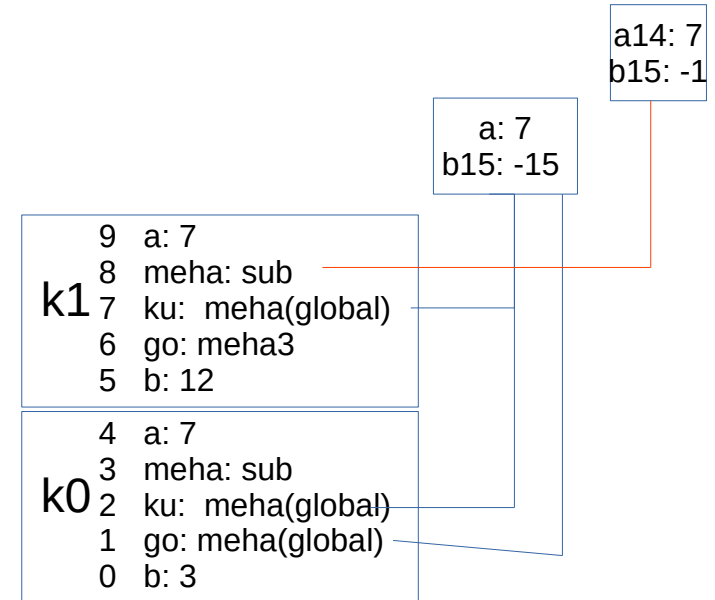 a14: 7
b15: -1
a: 7
b15: -15
k1
9 a: 7
8 meha: sub
7 ku: meha(global)
6 go: meha3
5 b: 12
k0
4 a: 7
3 meha: sub
2 ku: meha(global)
1 go: meha(global)
0 b: 3